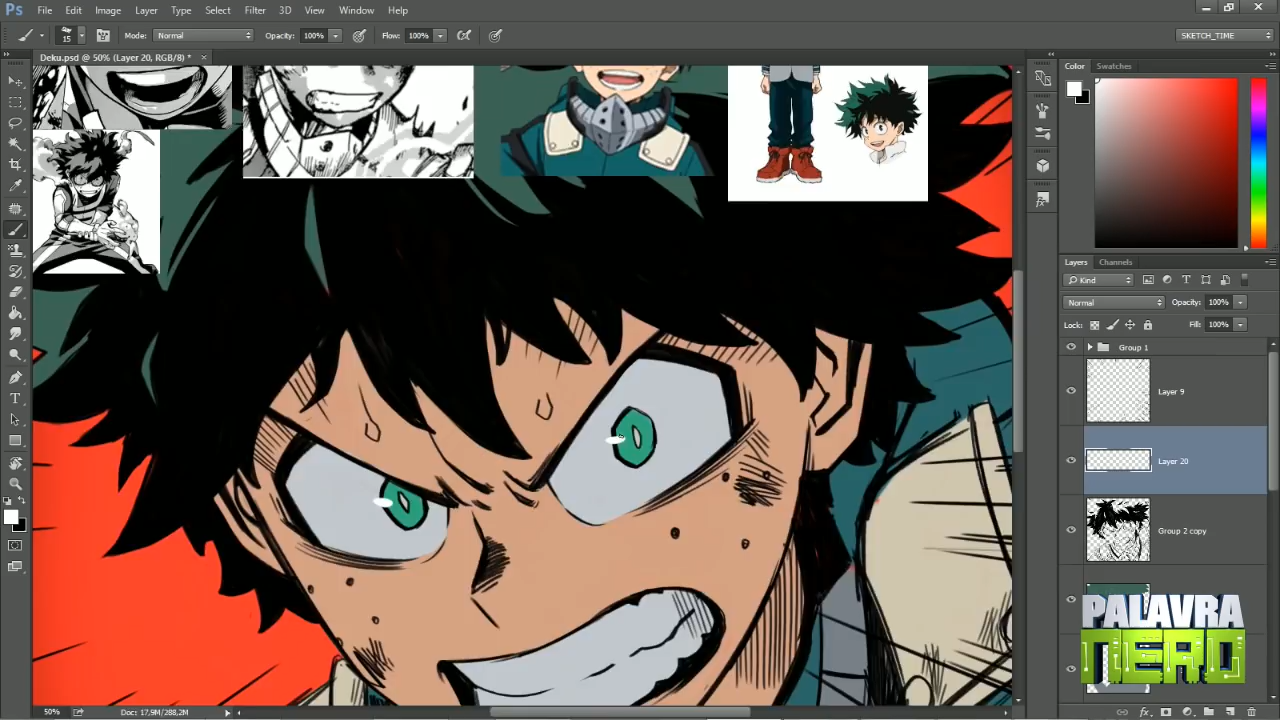 Ps File Edit Image Layer Type Select Filter 3D View Window Help
15 Mode: Normal Opacity: 100% Flow: 100% SKETCH_TIME
Deku.psd @ 50% (Layer 20, RGB/8) * ×
Color Swatches
Layers Channels
Kind
Normal Opacity: 100%
Lock: Fill: 100%
Group 1
Layer 9
Layer 20
Group 2 copy
PALAVRA
NERD
50% Doc: 17,9M/288,2M